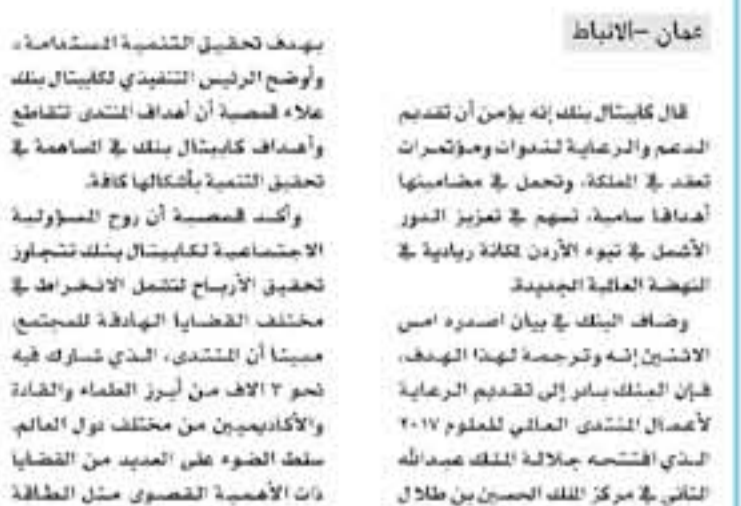 عمان –الانباط
قال كابيتال بنك إنه يؤمن أن تقديم
الدعم والرعاية لندوات ومؤتمرات
تعقد في المملكة، وتحمل في مضامينها
أهدافا سامية، تسهم في تعزيز الدور
الأشمل في تبوء الأردن لمكانة ريادية في
النهضة العالمية الجديدة.
وضاف البنك في بيان اصدره امس
الاثنين إنه وترجمة لهذا الهدف،
فإن البنك بادر إلى تقديم الرعاية
لأعمال المنتدى العالمي للعلوم ٢٠١٧
الذي افتتحه جلالة الملك عبدالله
الثاني في مركز الملك الحسين بن طلال
بهدف تحقيق التنمية المستدامة.
وأوضح الرئيس التنفيذي لكابيتال بنك
علاء قمصية أن أهداف المنتدى تتقاطع
وأهداف كابيتال بنك في المساهمة في
تحقيق التنمية بأشكالها كافة.
وأكد قمصية أن روح المسؤولية
الاجتماعية لكابيتال بنك تتجاوز
تحقيق الأرباح لتشمل الانخراط في
مختلف القضايا الهادفة للمجتمع،
مبينا أن المنتدى، الذي تشارك فيه
نحو ٣ الاف من أبرز العلماء والقادة
والأكاديميين من مختلف دول العالم،
سلط الضوء على العديد من القضايا
ذات الأهمية القصوى مثل الطاقة